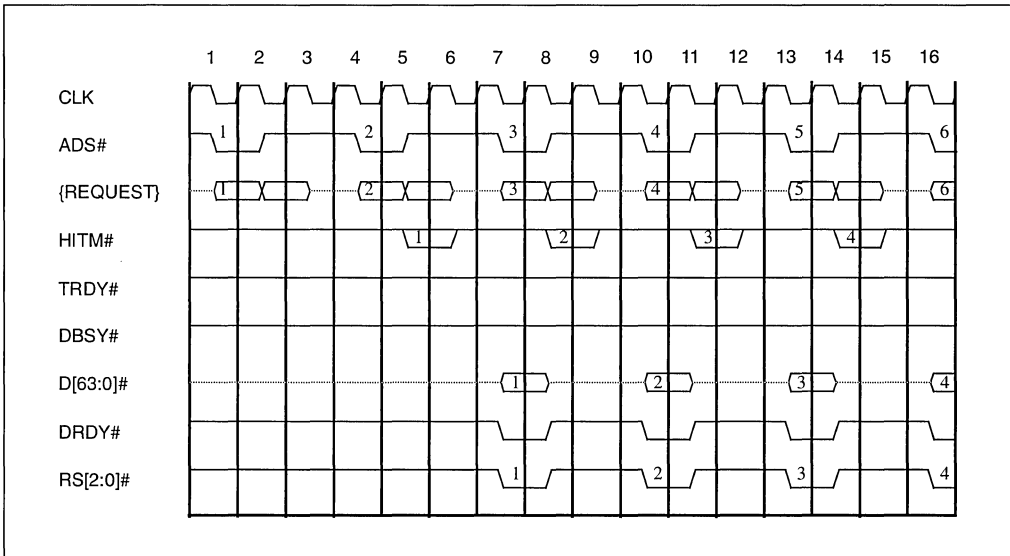 1 2 3 4 5 6 7 8 9 10 11 12 13 14 15 16
CLK
ADS# 1 2 3 4 5 6
{REQUEST} 1 2 3 4 5 6
HITM# 1 2 3 4
TRDY#
DBSY#
D[63:0]# 1 2 3 4
DRDY#
RS[2:0]# 1 2 3 4